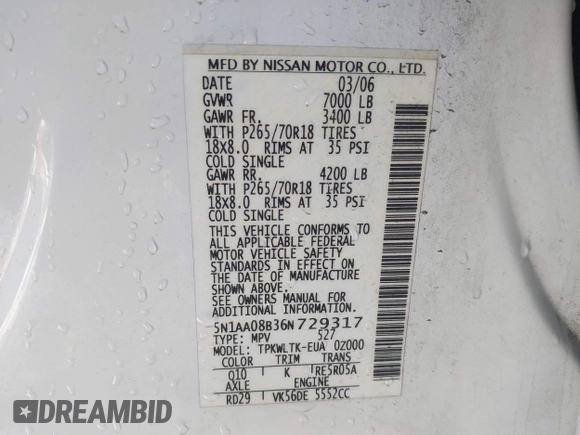 MFD BY NISSAN MOTOR CO., LTD.
DATE 03/06
GVWR 7000 LB
GAWR FR. 3400 LB
WITH P265/70R18 TIRES
18X8.0 RIMS AT 35 PSI
COLD SINGLE
GAWR RR. 4200 LB
WITH P265/70R18 TIRES
18X8.0 RIMS AT 35 PSI
COLD SINGLE
THIS VEHICLE CONFORMS TO
ALL APPLICABLE FEDERAL
MOTOR VEHICLE SAFETY
STANDARDS IN EFFECT ON
THE DATE OF MANUFACTURE
SHOWN ABOVE.
SEE OWNERS MANUAL FOR
ADDITIONAL INFORMATION.
5N1AA08B36N729317
TYPE: MPV 527
MODEL: TPKWLTK-EUA 0Z000
COLOR TRIM TRANS
Q10 K RE5R05A
AXLE ENGINE
RD29 VK56DE 5552CC
CARFAST
.express